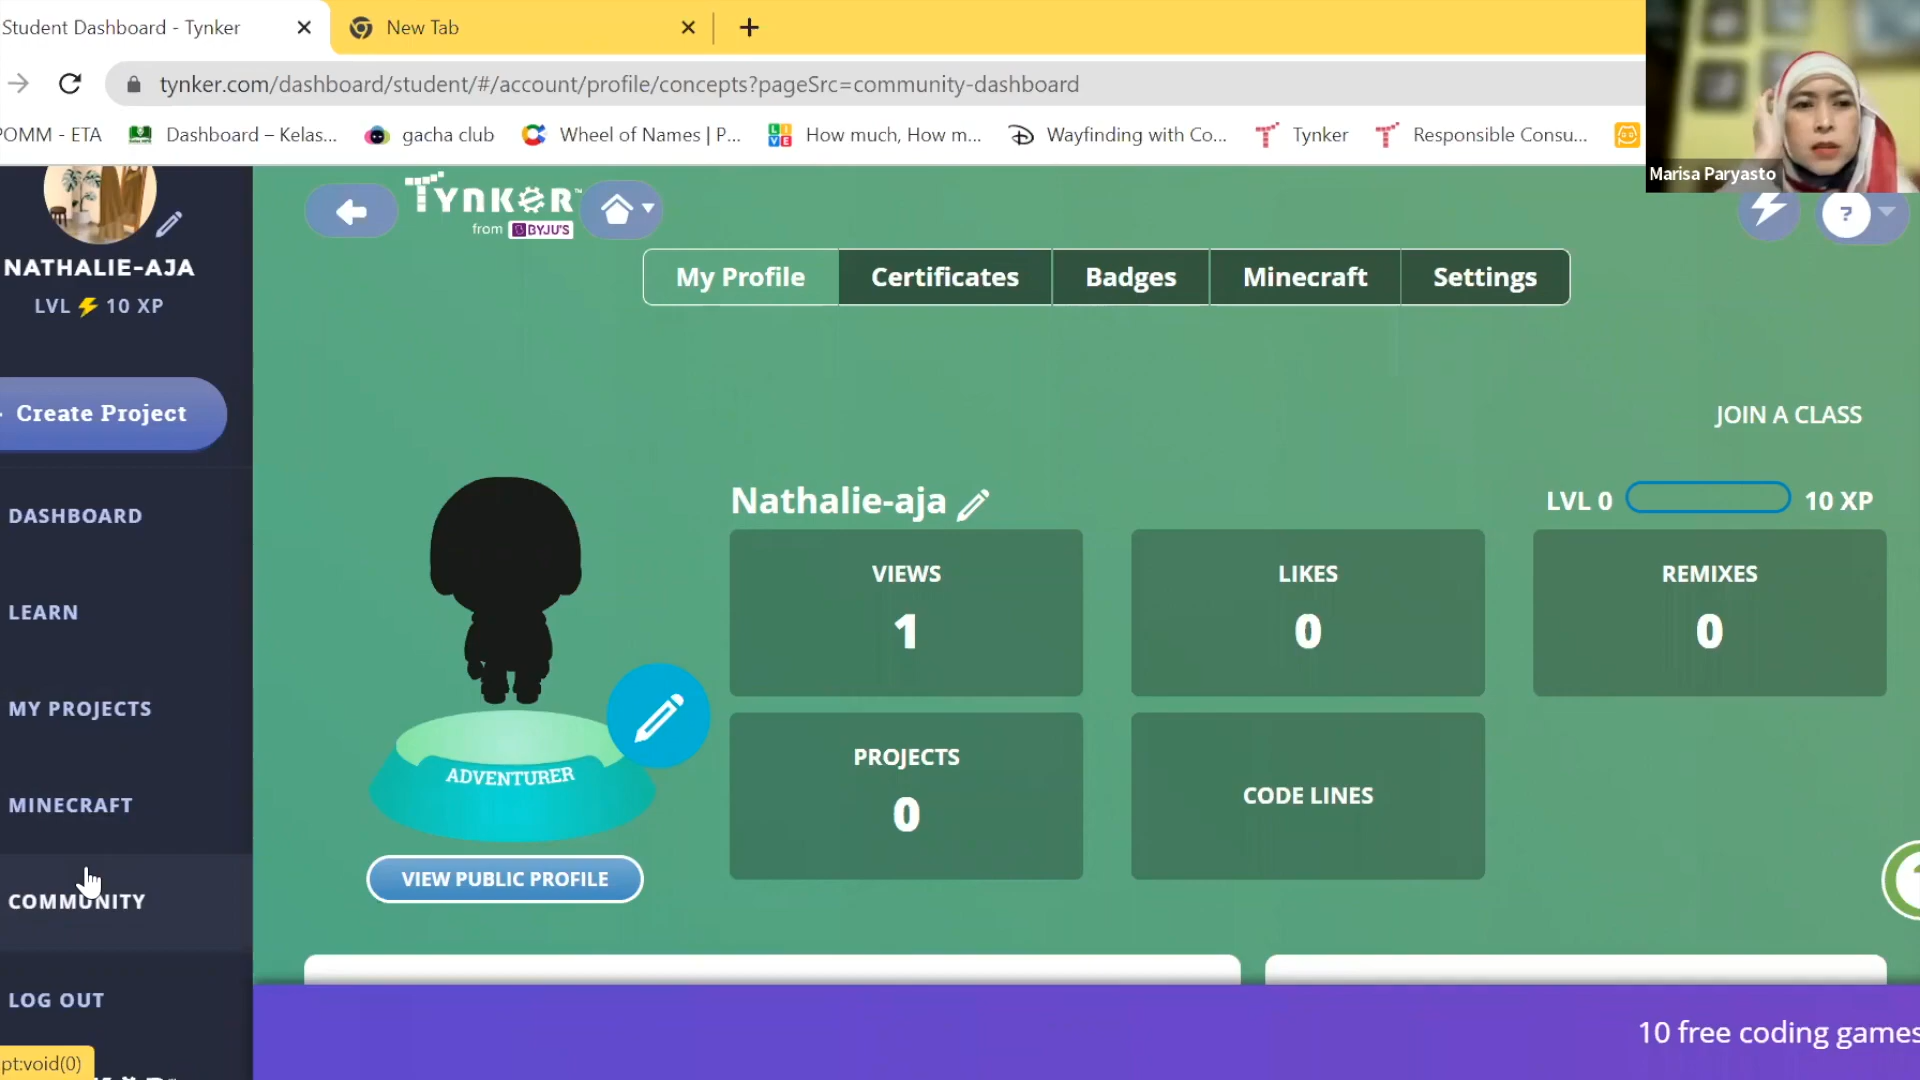 Student Dashboard - Tynker
New Tab
tynker.com/dashboard/student/#/account/profile/concepts?pageSrc=community-dashboard
POMM - ETA
Dashboard – Kelas...
gacha club
Wheel of Names | P...
How much, How m...
Wayfinding with Co...
Tynker
Responsible Consu...
Marisa Paryasto
TYNKER™
from BYJU'S
?
NATHALIE-AJA
LVL 10 XP
My Profile
Certificates
Badges
Minecraft
Settings
Create Project
JOIN A CLASS
DASHBOARD
LEARN
MY PROJECTS
MINECRAFT
COMMUNITY
LOG OUT
Nathalie-aja
LVL 0
10 XP
VIEWS
1
LIKES
0
REMIXES
0
PROJECTS
0
CODE LINES
ADVENTURER
VIEW PUBLIC PROFILE
10 free coding games
pt:void(0)